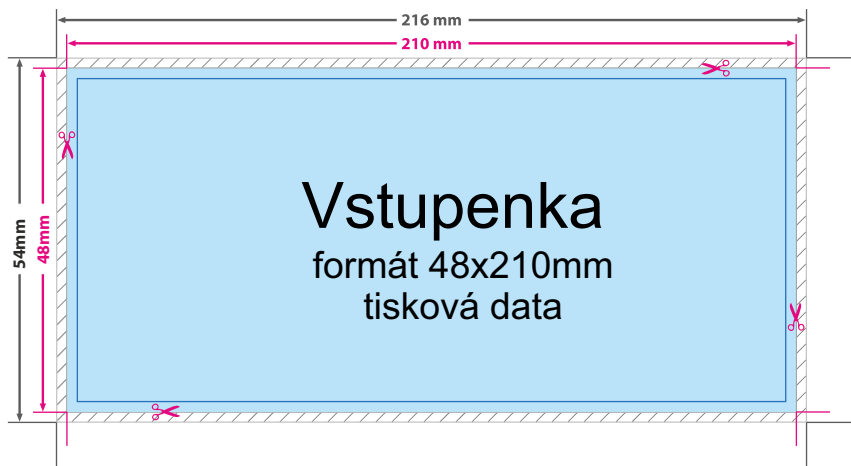 216 mm
210 mm
54mm
48mm
Vstupenka
formát 48x210mm
tisková data